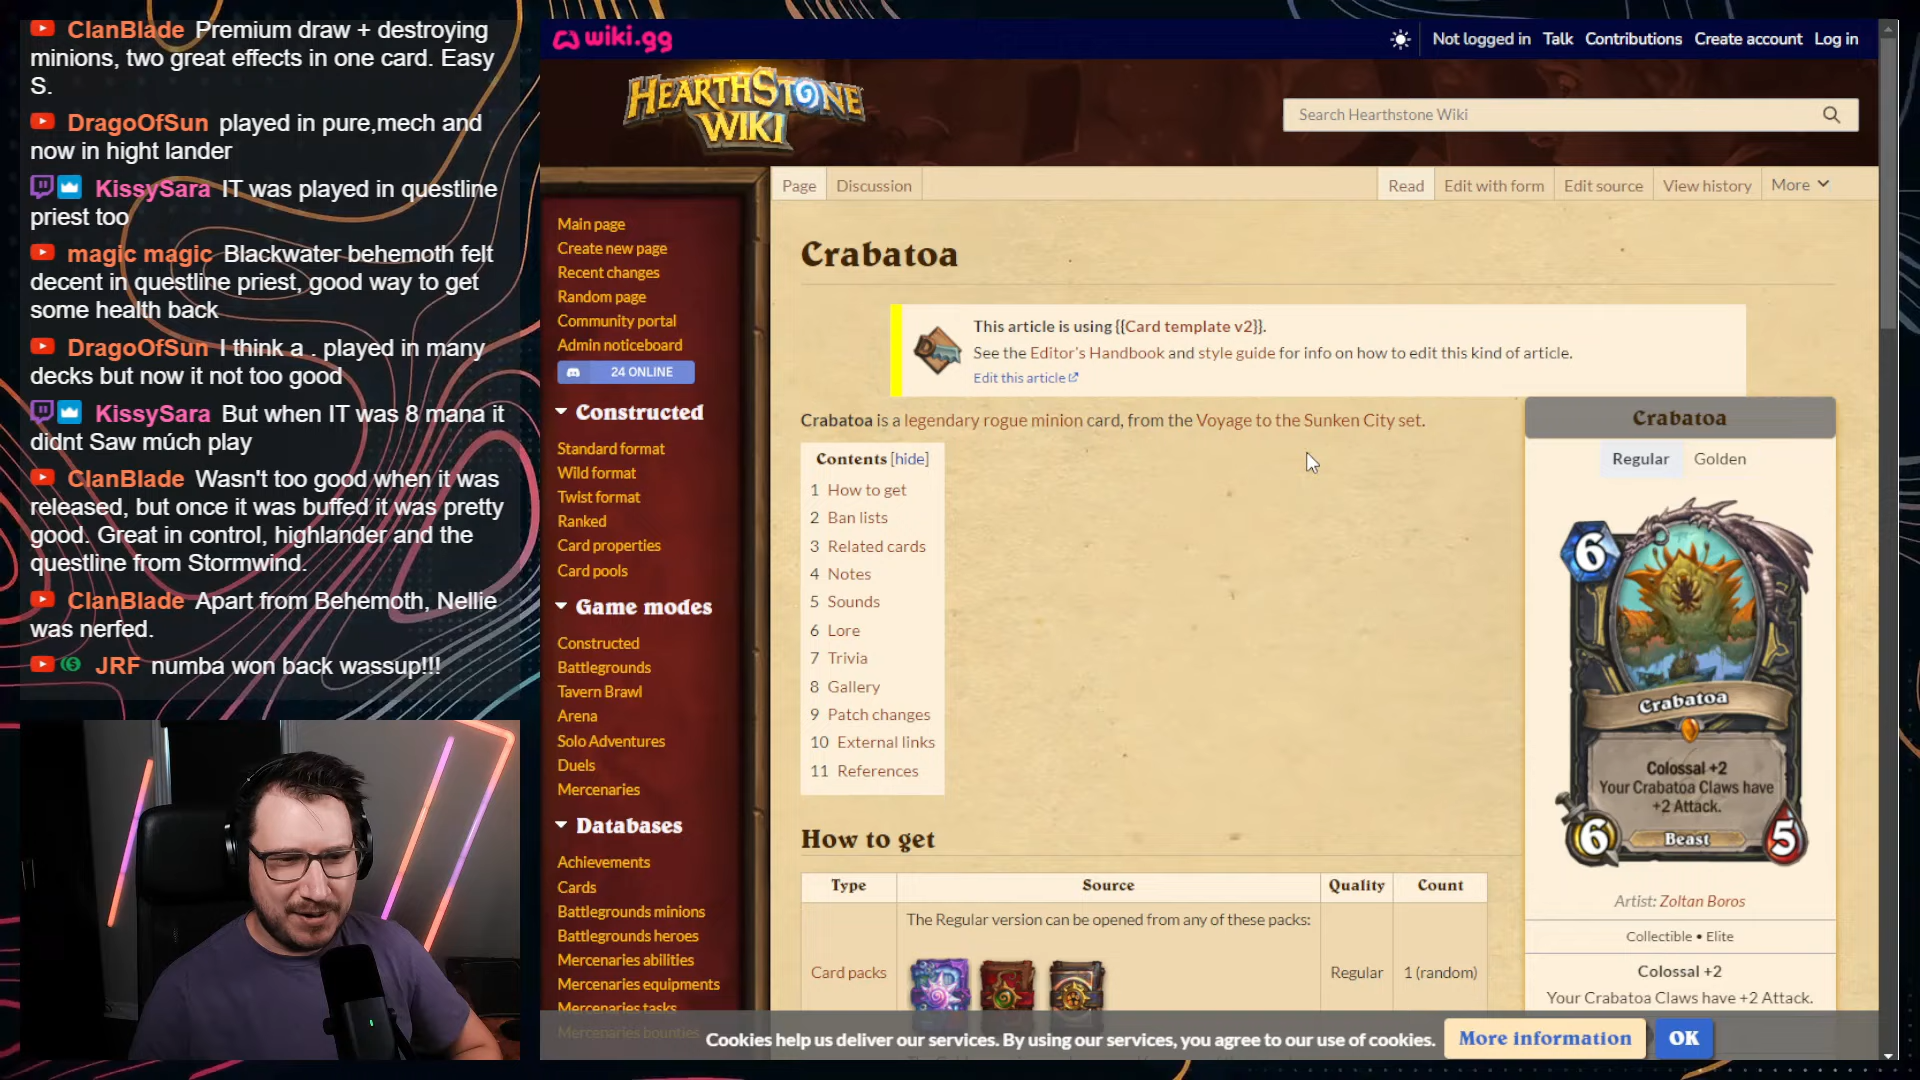 ClanBlade Premium draw + destroying
minions, two great effects in one card. Easy
S.
DragoOfSun played in pure,mech and
now in hight lander
KissySara IT was played in questline
priest too
magic magic Blackwater behemoth felt
decent in questline priest, good way to get
some health back
DragoOfSun I think a . played in many
decks but now it not too good
KissySara But when IT was 8 mana it
didnt Saw múch play
ClanBlade Wasn't too good when it was
released, but once it was buffed it was pretty
good. Great in control, highlander and the
questline from Stormwind.
ClanBlade Apart from Behemoth, Nellie
was nerfed.
JRF numba won back wassup!!!
wiki.gg
Not logged in Talk Contributions Create account Log in
HEARTHSTONE
WIKI
Search Hearthstone Wiki
Page Discussion
Read Edit with form Edit source View history More
Main page
Create new page
Recent changes
Random page
Community portal
Admin noticeboard
24 ONLINE
Constructed
Standard format
Wild format
Twist format
Ranked
Card properties
Card pools
Game modes
Constructed
Battlegrounds
Tavern Brawl
Arena
Solo Adventures
Duels
Mercenaries
Databases
Achievements
Cards
Battlegrounds minions
Battlegrounds heroes
Mercenaries abilities
Mercenaries equipments
Mercenaries tasks
Mercenaries bounties
Crabatoa
This article is using {{Card template v2}}.
See the Editor's Handbook and style guide for info on how to edit this kind of article.
Edit this article
Crabatoa is a legendary rogue minion card, from the Voyage to the Sunken City set.
Contents [hide]
1 How to get
2 Ban lists
3 Related cards
4 Notes
5 Sounds
6 Lore
7 Trivia
8 Gallery
9 Patch changes
10 External links
11 References
How to get
Type Source Quality Count
The Regular version can be opened from any of these packs:
Card packs Regular 1 (random)
Crabatoa
Regular Golden
6
Crabatoa
Colossal +2
Your Crabatoa Claws have
+2 Attack.
6 Beast 5
Artist: Zoltan Boros
Collectible • Elite
Colossal +2
Your Crabatoa Claws have +2 Attack.
Cookies help us deliver our services. By using our services, you agree to our use of cookies. More information OK